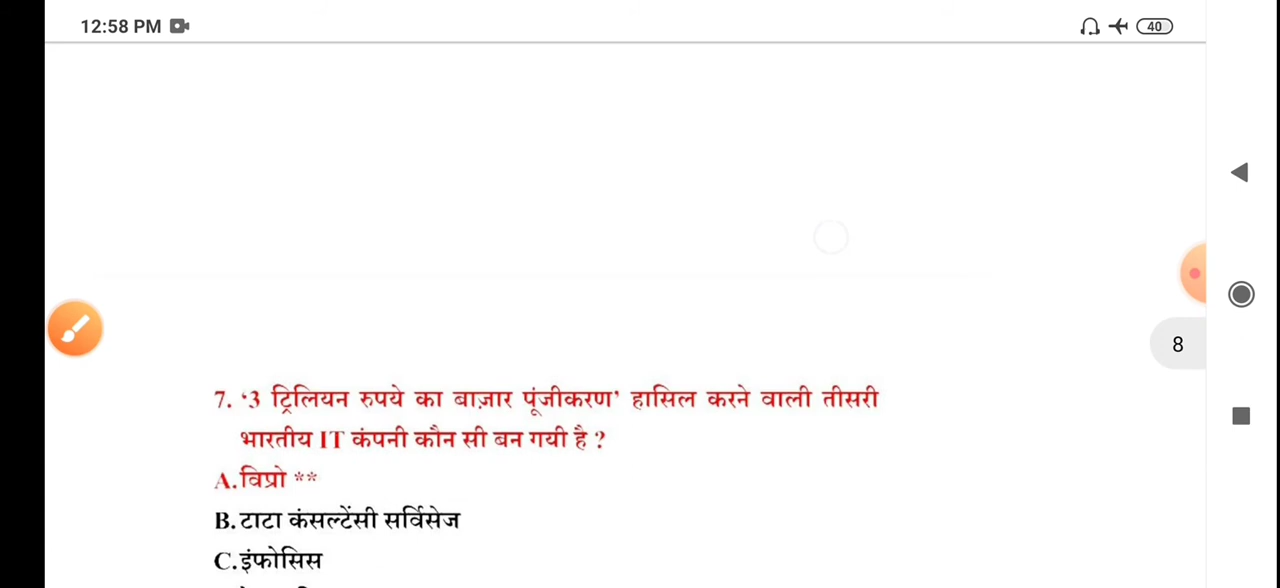 12:58 PM
40
8
7. ‘3 ट्रिलियन रुपये का बाज़ार पूंजीकरण’ हासिल करने वाली तीसरी
भारतीय IT कंपनी कौन सी बन गयी है ?
A.विप्रो **
B.टाटा कंसल्टेंसी सर्विसेज
C.इंफोसिस